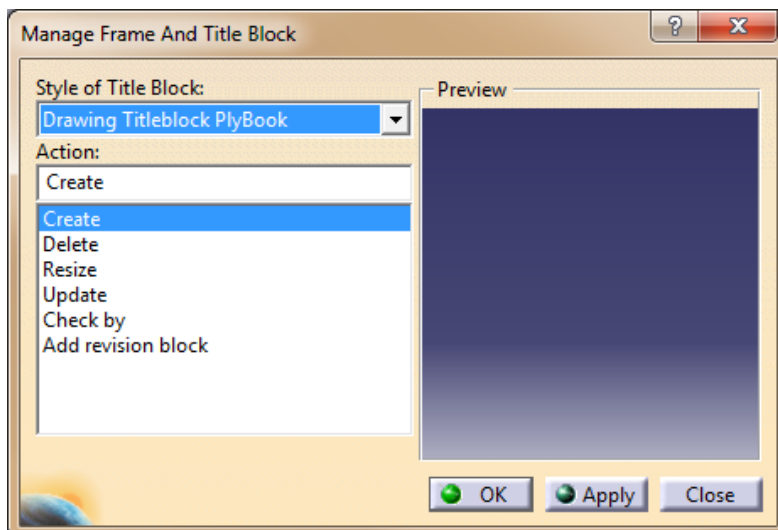 Manage Frame And Title Block
?
X
Style of Title Block:
Drawing Titleblock PlyBook
Action:
Create
Create
Delete
Resize
Update
Check by
Add revision block
Preview
OK
Apply
Close